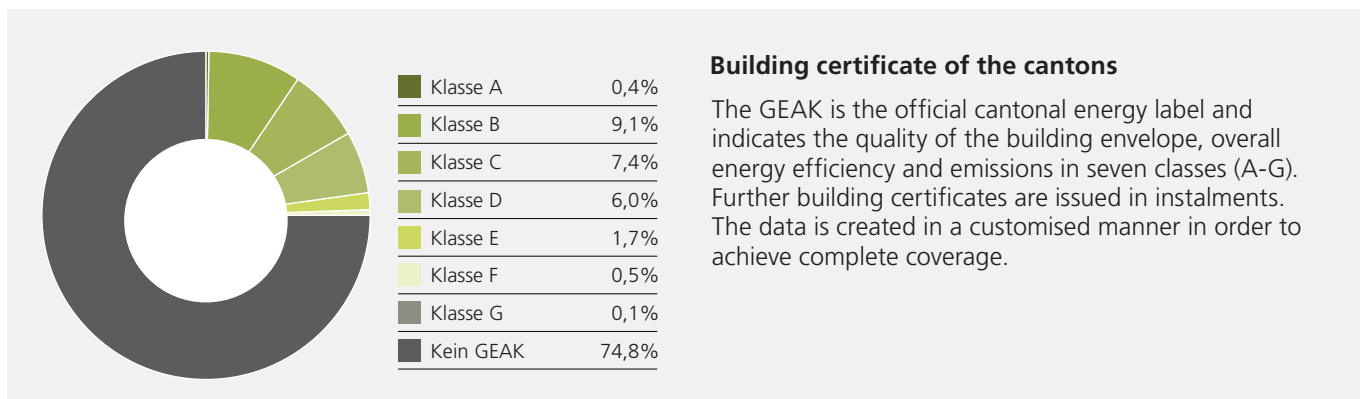 Klasse A 0,4%
Klasse B 9,1%
Klasse C 7,4%
Klasse D 6,0%
Klasse E 1,7%
Klasse F 0,5%
Klasse G 0,1%
Kein GEAK 74,8%
Building certificate of the cantons
The GEAK is the official cantonal energy label and
indicates the quality of the building envelope, overall
energy efficiency and emissions in seven classes (A-G).
Further building certificates are issued in instalments.
The data is created in a customised manner in order to
achieve complete coverage.